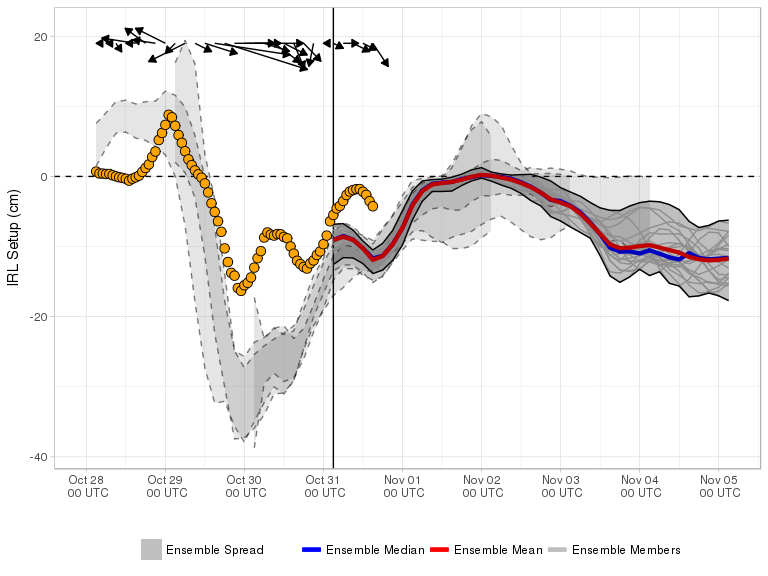 IRL Setup (cm)
20
0
-20
-40
Oct 28 Oct 29 Oct 30 Oct 31 Nov 01 Nov 02 Nov 03 Nov 04 Nov 05
00 UTC 00 UTC 00 UTC 00 UTC 00 UTC 00 UTC 00 UTC 00 UTC 00 UTC
Ensemble Spread Ensemble Median Ensemble Mean Ensemble Members